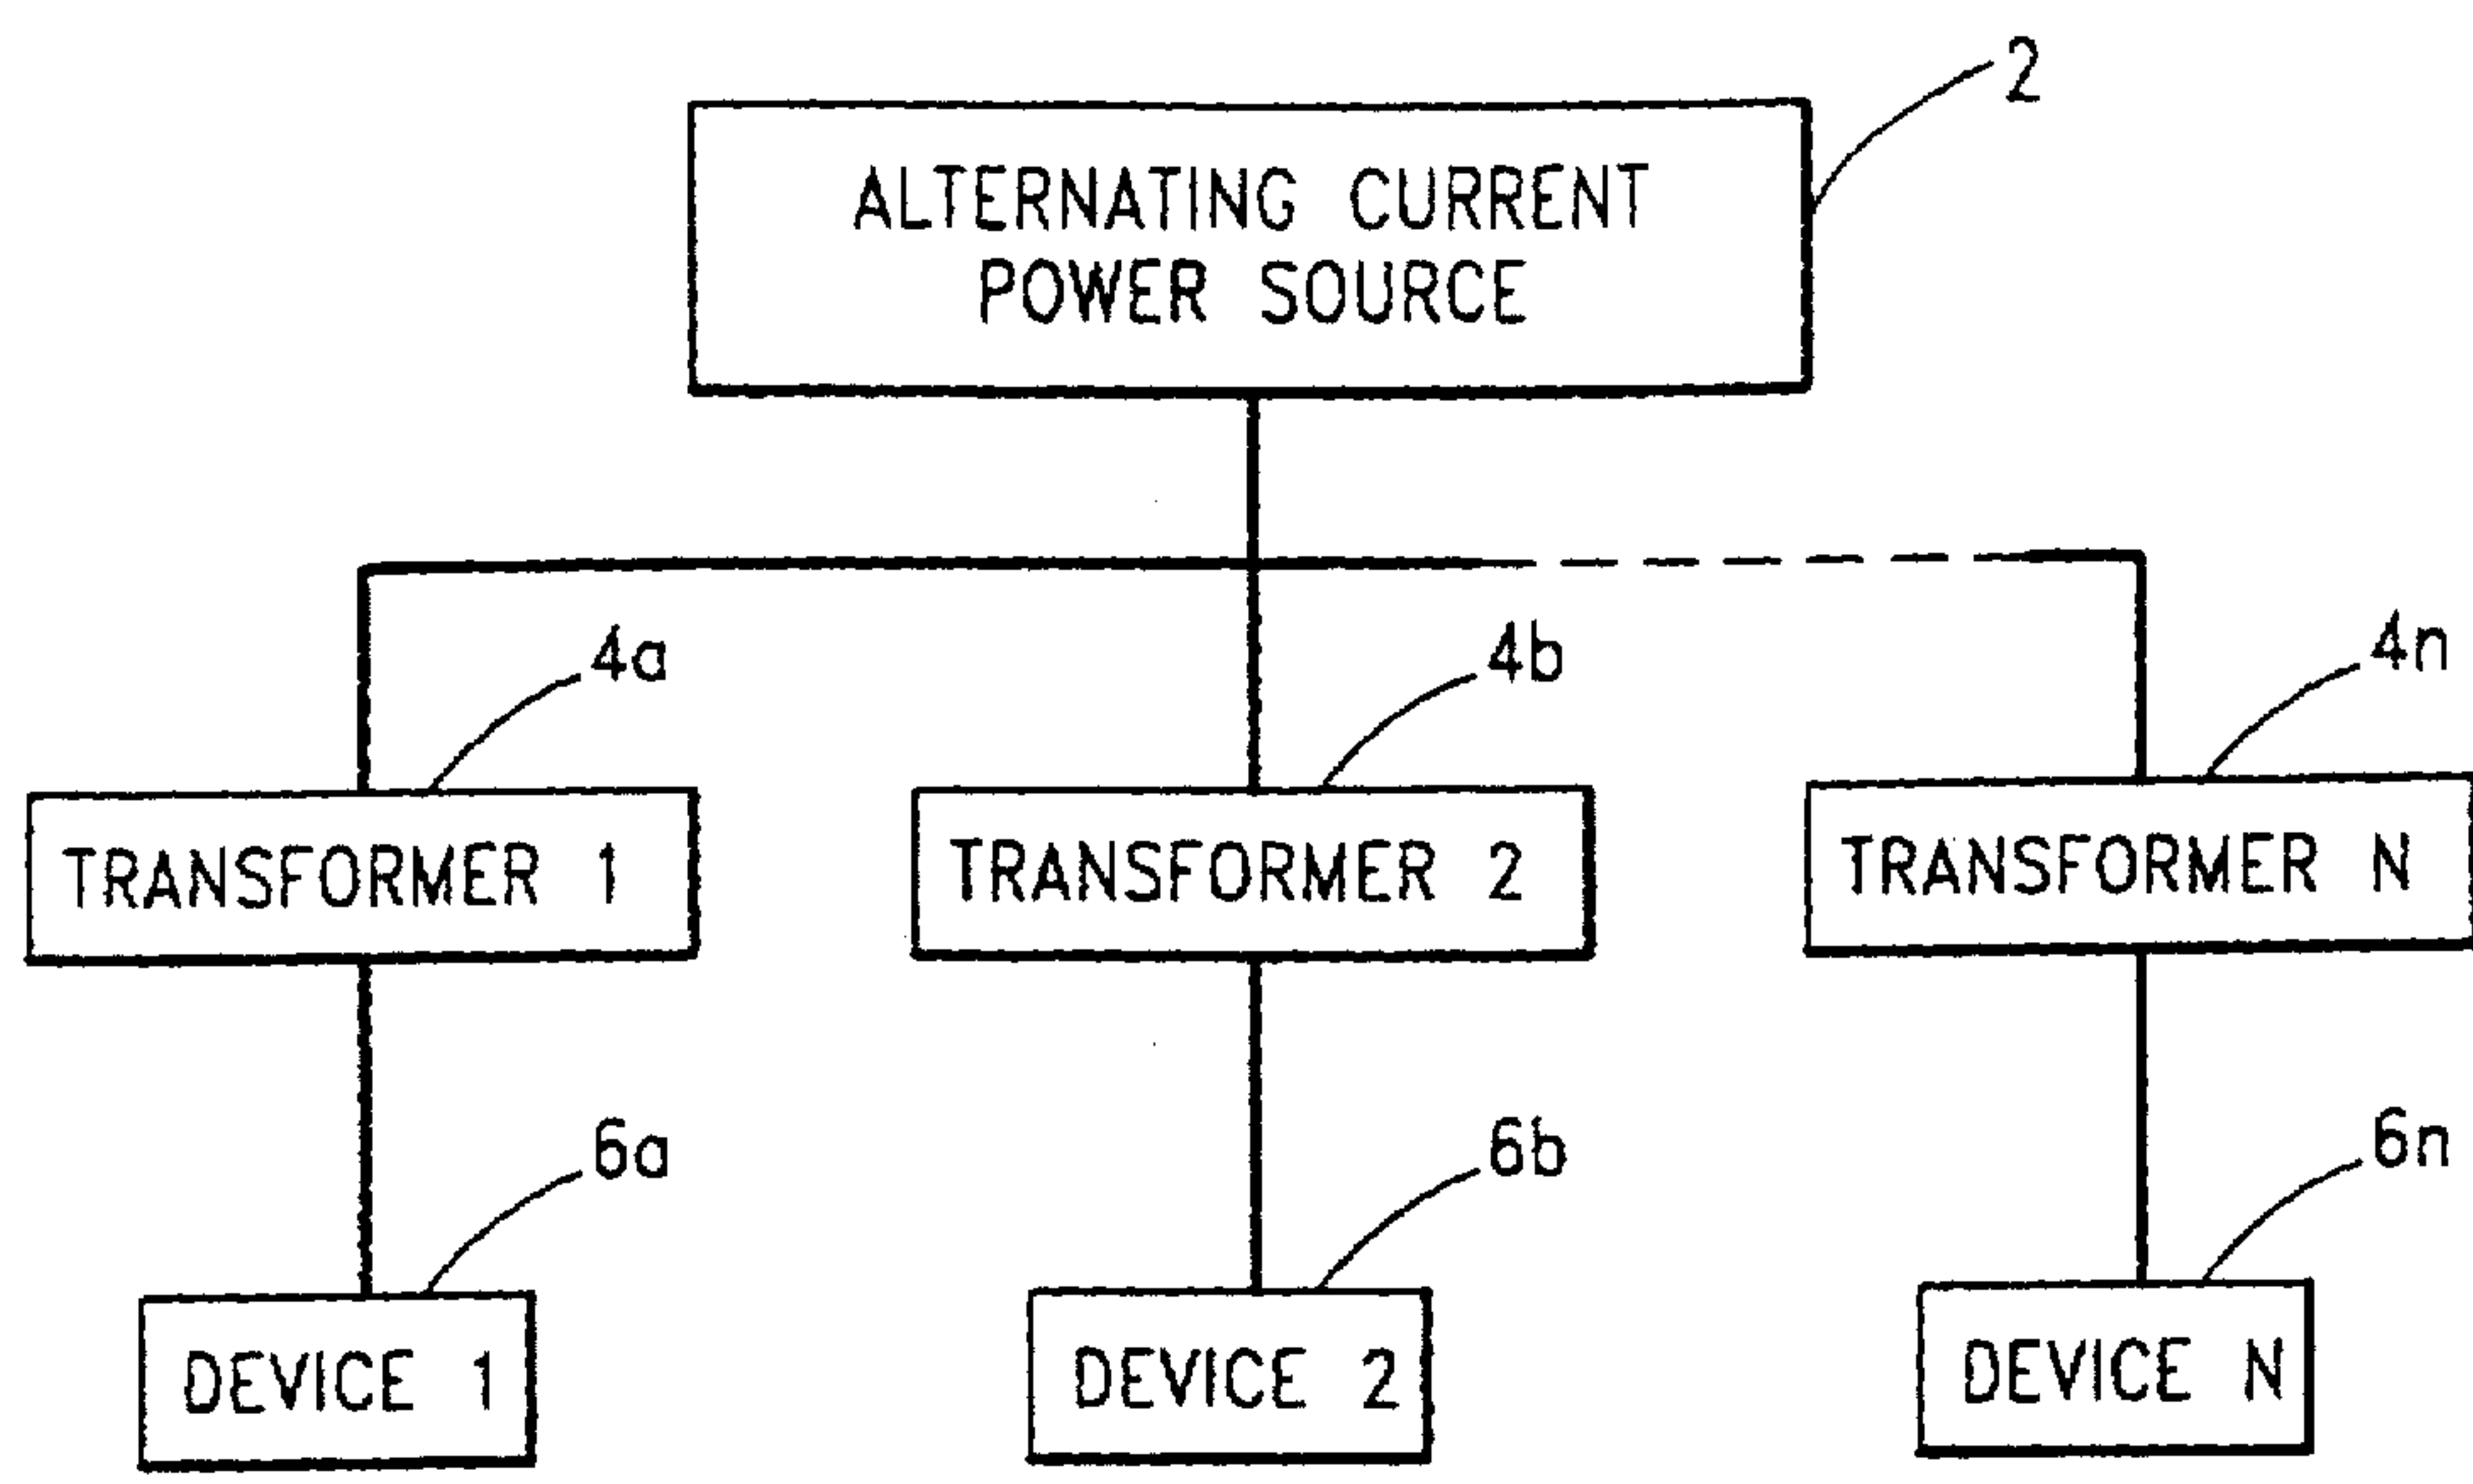 2
ALTERNATING CURRENT
POWER SOURCE
4a
4b
4n
TRANSFORMER 1
TRANSFORMER 2
TRANSFORMER N
6a
6b
6n
DEVICE 1
DEVICE 2
DEVICE N